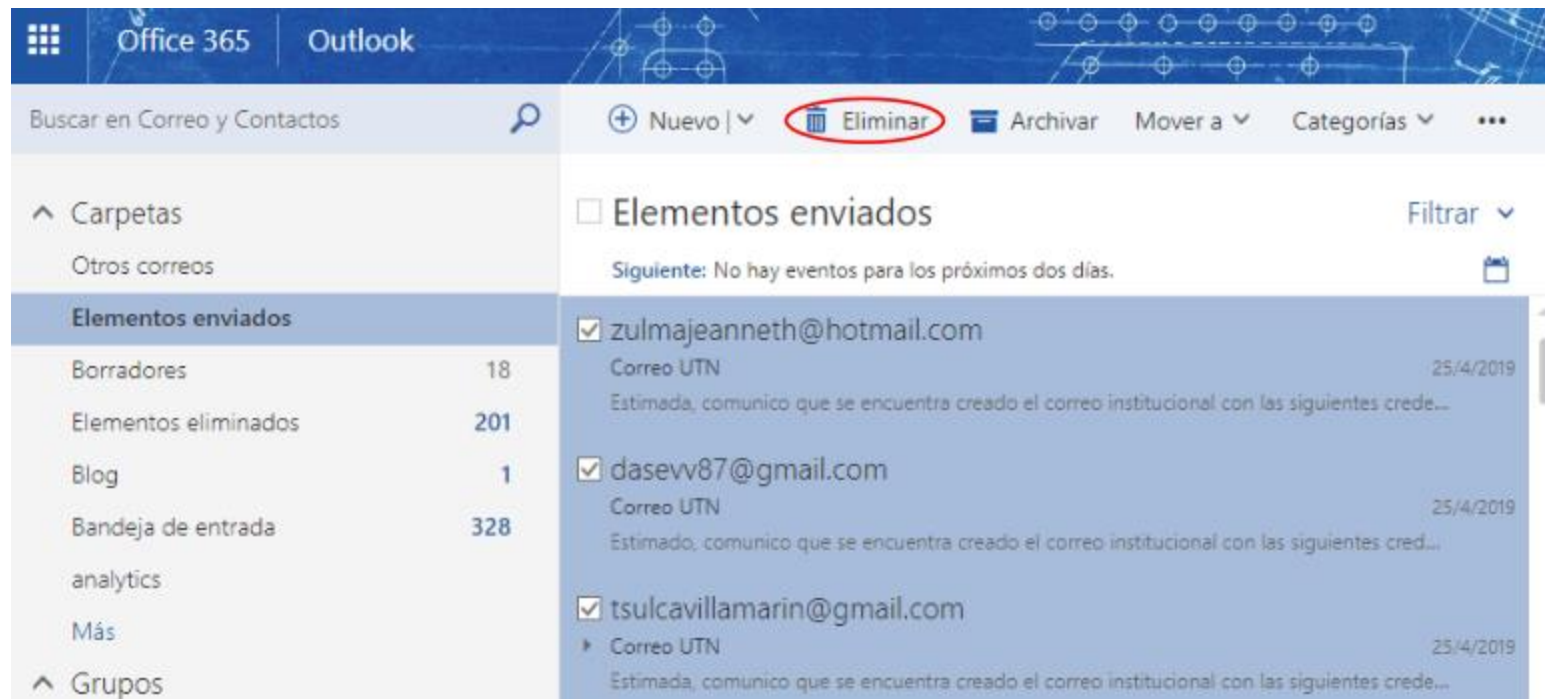 Office 365 Outlook
Buscar en Correo y Contactos
Nuevo | Eliminar Archivar Mover a Categorías ...
Carpetas
Otros correos
Elementos enviados
Borradores 18
Elementos eliminados 201
Blog 1
Bandeja de entrada 328
analytics
Más
Grupos
Elementos enviados Filtrar
Siguiente: No hay eventos para los próximos dos días.
zulmajeanneth@hotmail.com
Correo UTN 25/4/2019
Estimada, comunico que se encuentra creado el correo institucional con las siguientes crede...
dasevv87@gmail.com
Correo UTN 25/4/2019
Estimado, comunico que se encuentra creado el correo institucional con las siguientes cred...
tsulcavillamarin@gmail.com
Correo UTN 25/4/2019
Estimada, comunico que se encuentra creado el correo institucional con las siguientes crede...